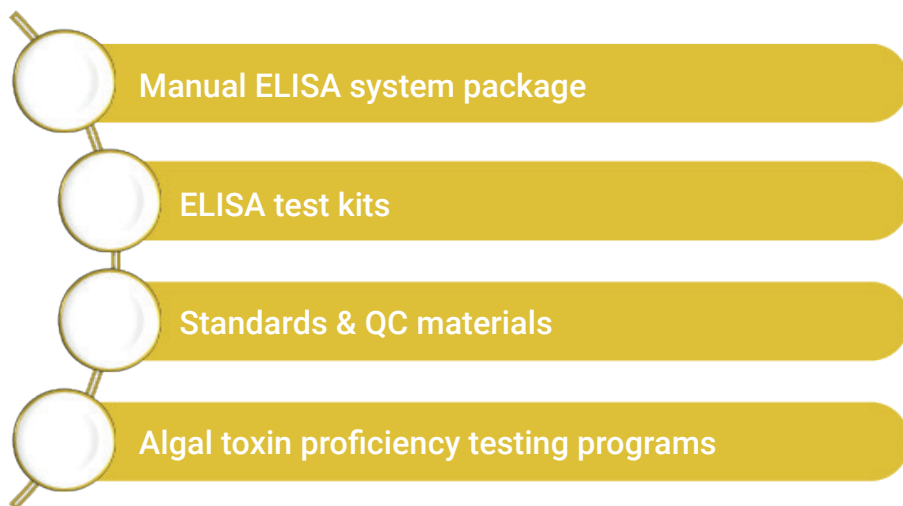 Manual ELISA system package
ELISA test kits
Standards & QC materials
Algal toxin proficiency testing programs